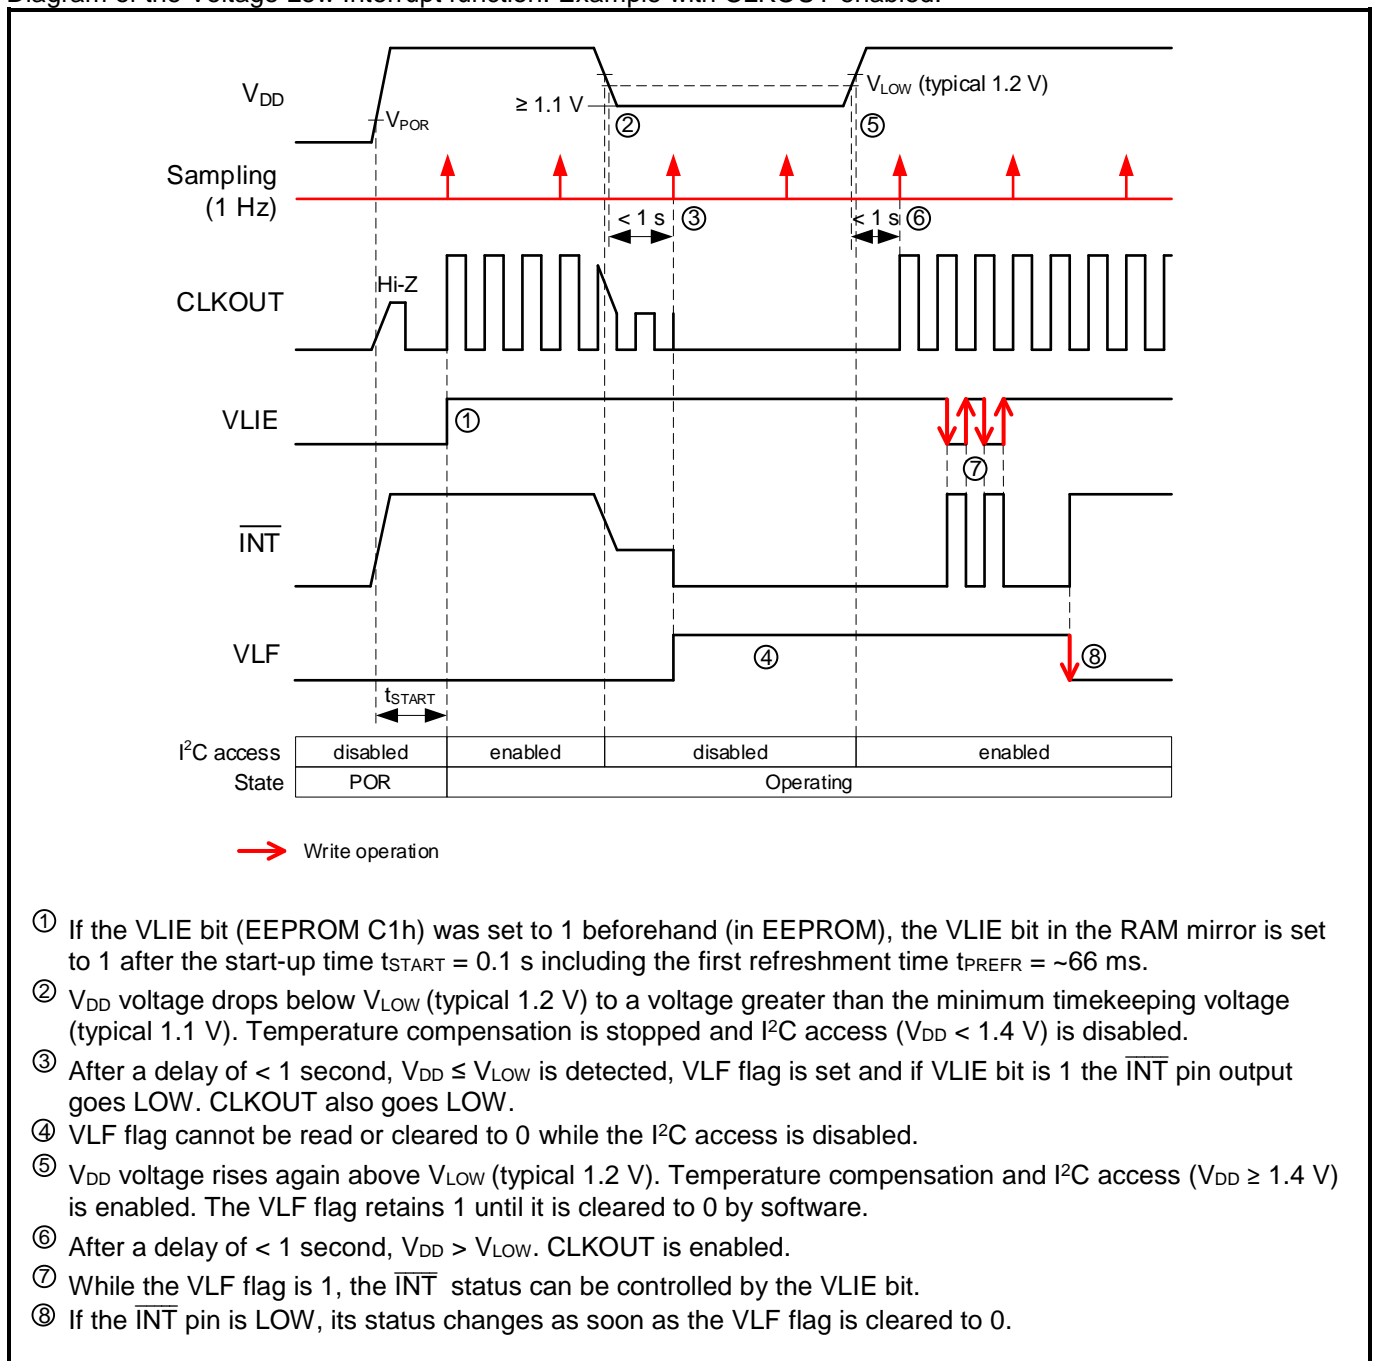 Diagram of the Voltage Low Interrupt function. Example with CLKOUT enabled:
VDD
VPOR
≥ 1.1 V
②
VLOW (typical 1.2 V)
⑤
Sampling
(1 Hz)
< 1 s ③
< 1 s ⑥
CLKOUT
Hi-Z
VLIE
①
⑦
INT
VLF
④
⑧
tSTART
I²C access disabled enabled disabled enabled
State POR Operating
Write operation
① If the VLIE bit (EEPROM C1h) was set to 1 beforehand (in EEPROM), the VLIE bit in the RAM mirror is set
to 1 after the start-up time tSTART = 0.1 s including the first refreshment time tPREFR = ~66 ms.
② VDD voltage drops below VLOW (typical 1.2 V) to a voltage greater than the minimum timekeeping voltage
(typical 1.1 V). Temperature compensation is stopped and I²C access (VDD < 1.4 V) is disabled.
③ After a delay of < 1 second, VDD ≤ VLOW is detected, VLF flag is set and if VLIE bit is 1 the INT pin output
goes LOW. CLKOUT also goes LOW.
④ VLF flag cannot be read or cleared to 0 while the I²C access is disabled.
⑤ VDD voltage rises again above VLOW (typical 1.2 V). Temperature compensation and I²C access (VDD ≥ 1.4 V)
is enabled. The VLF flag retains 1 until it is cleared to 0 by software.
⑥ After a delay of < 1 second, VDD > VLOW. CLKOUT is enabled.
⑦ While the VLF flag is 1, the INT status can be controlled by the VLIE bit.
⑧ If the INT pin is LOW, its status changes as soon as the VLF flag is cleared to 0.